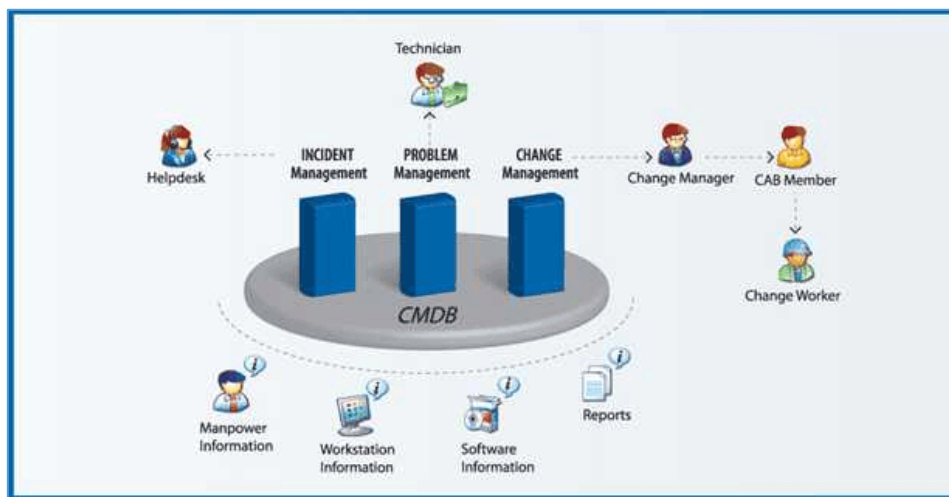 Technician
INCIDENT
Management
PROBLEM
Management
CHANGE
Management
Helpdesk
Change Manager
CAB Member
Change Worker
CMDB
i
Manpower
Information
i
Workstation
Information
i
Software
Information
i
Reports